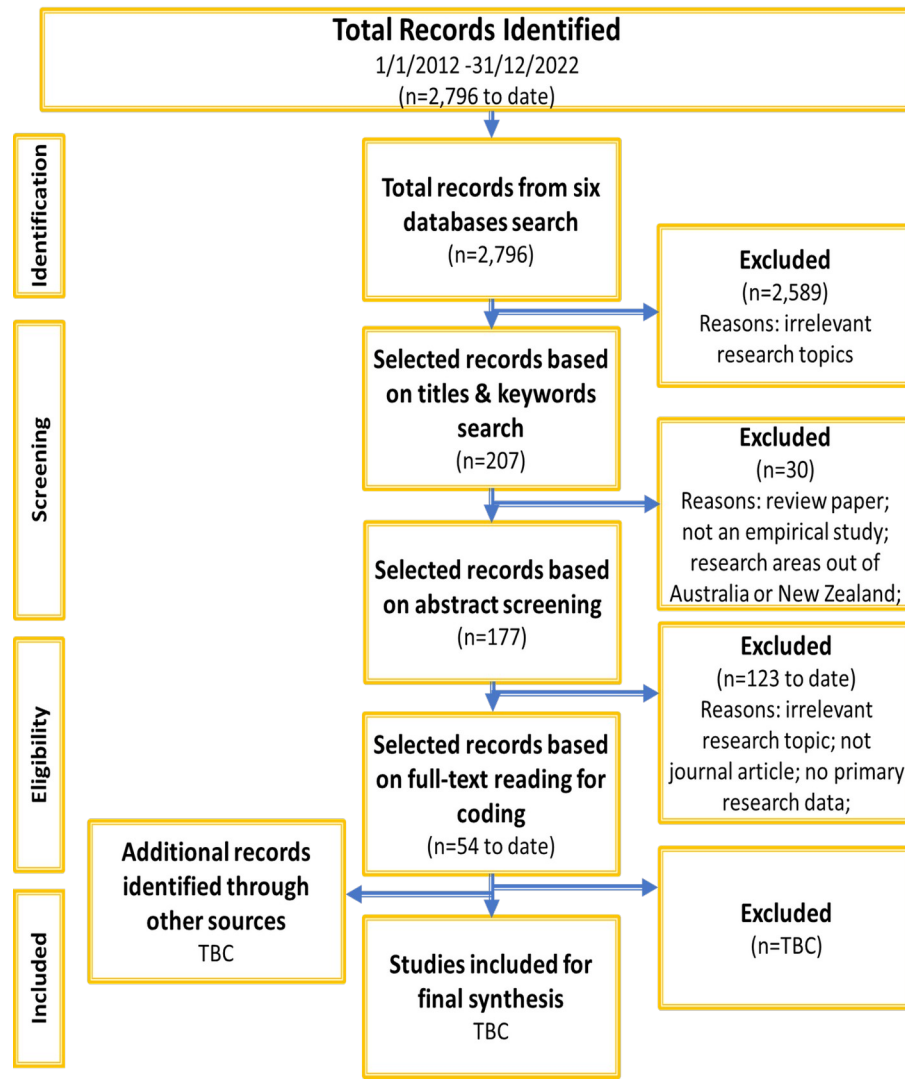 Total Records Identified
1/1/2012 -31/12/2022
(n=2,796 to date)
Identification
Total records from six
databases search
(n=2,796)
Excluded
(n=2,589)
Reasons: irrelevant
research topics
Screening
Selected records based
on titles & keywords
search
(n=207)
Excluded
(n=30)
Reasons: review paper;
not an empirical study;
research areas out of
Australia or New Zealand;
Selected records based
on abstract screening
(n=177)
Eligibility
Excluded
(n=123 to date)
Reasons: irrelevant
research topic; not
journal article; no primary
research data;
Selected records based
on full-text reading for
coding
(n=54 to date)
Additional records
identified through
other sources
TBC
Excluded
(n=TBC)
Included
Studies included for
final synthesis
TBC